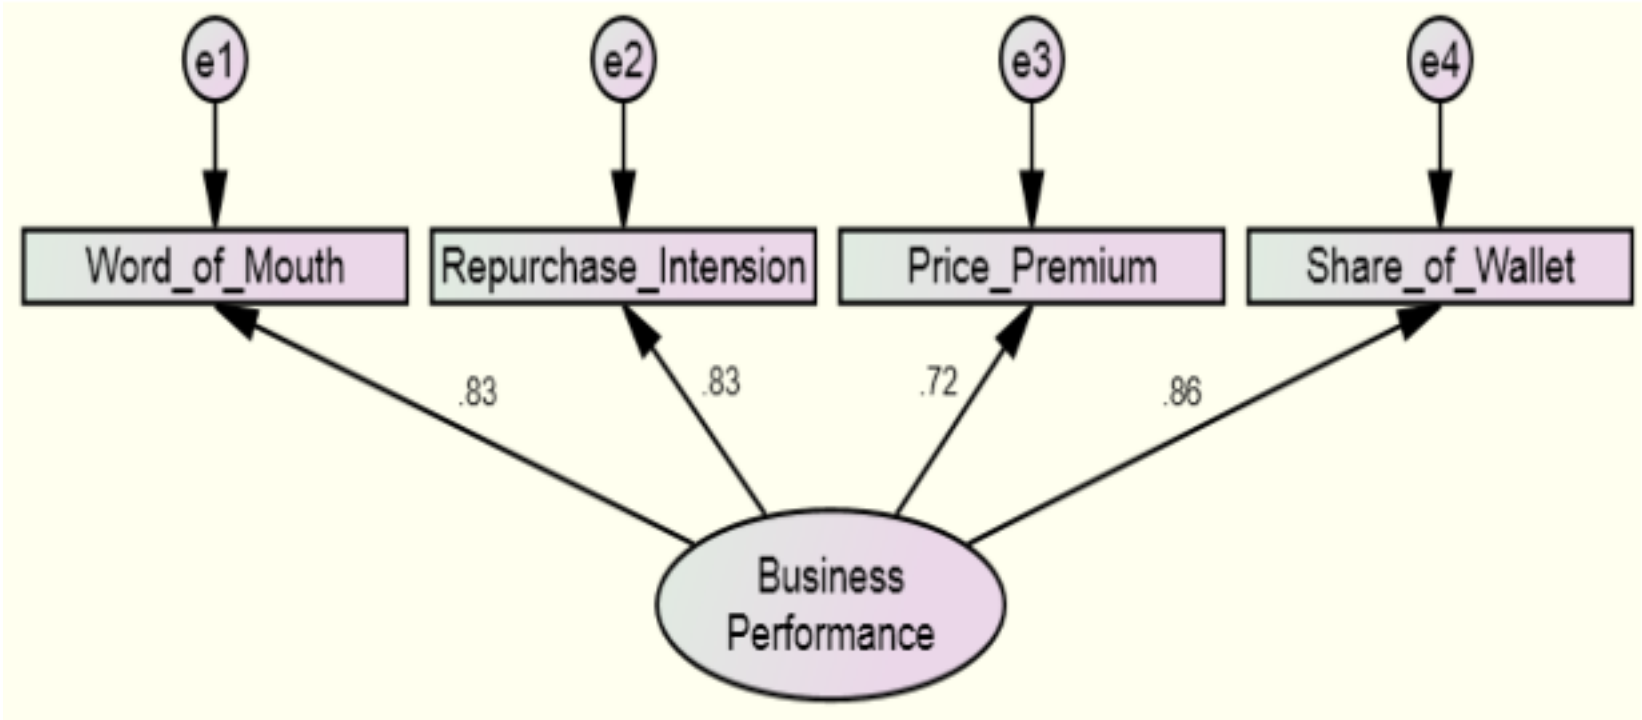 e1 e2 e3 e4
Word_of_Mouth Repurchase_Intension Price_Premium Share_of_Wallet
.83 .83 .72 .86
Business
Performance